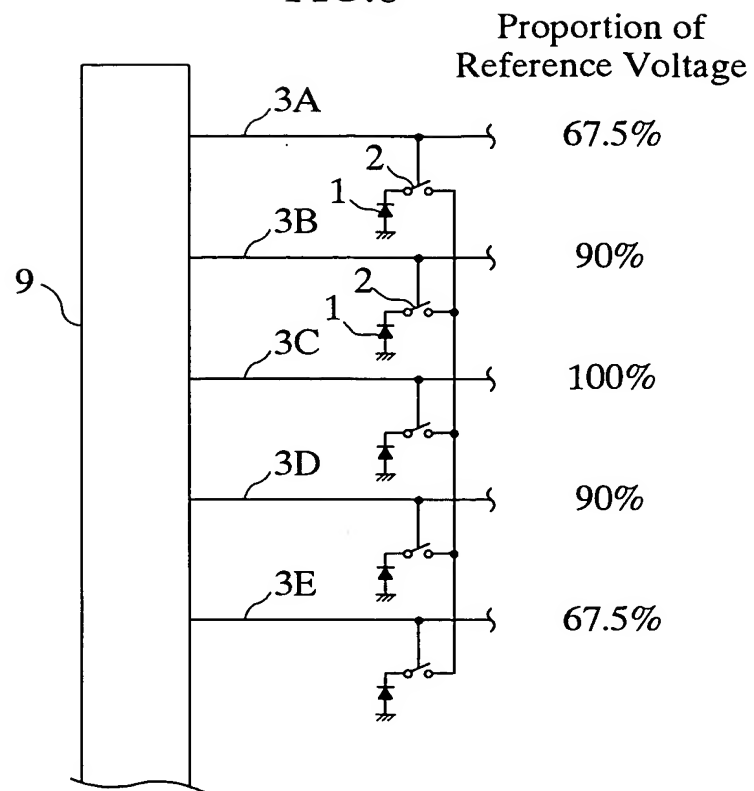 Proportion of
Reference Voltage
3A
67.5%
2
1
3B
90%
9
2
1
3C
100%
3D
90%
3E
67.5%